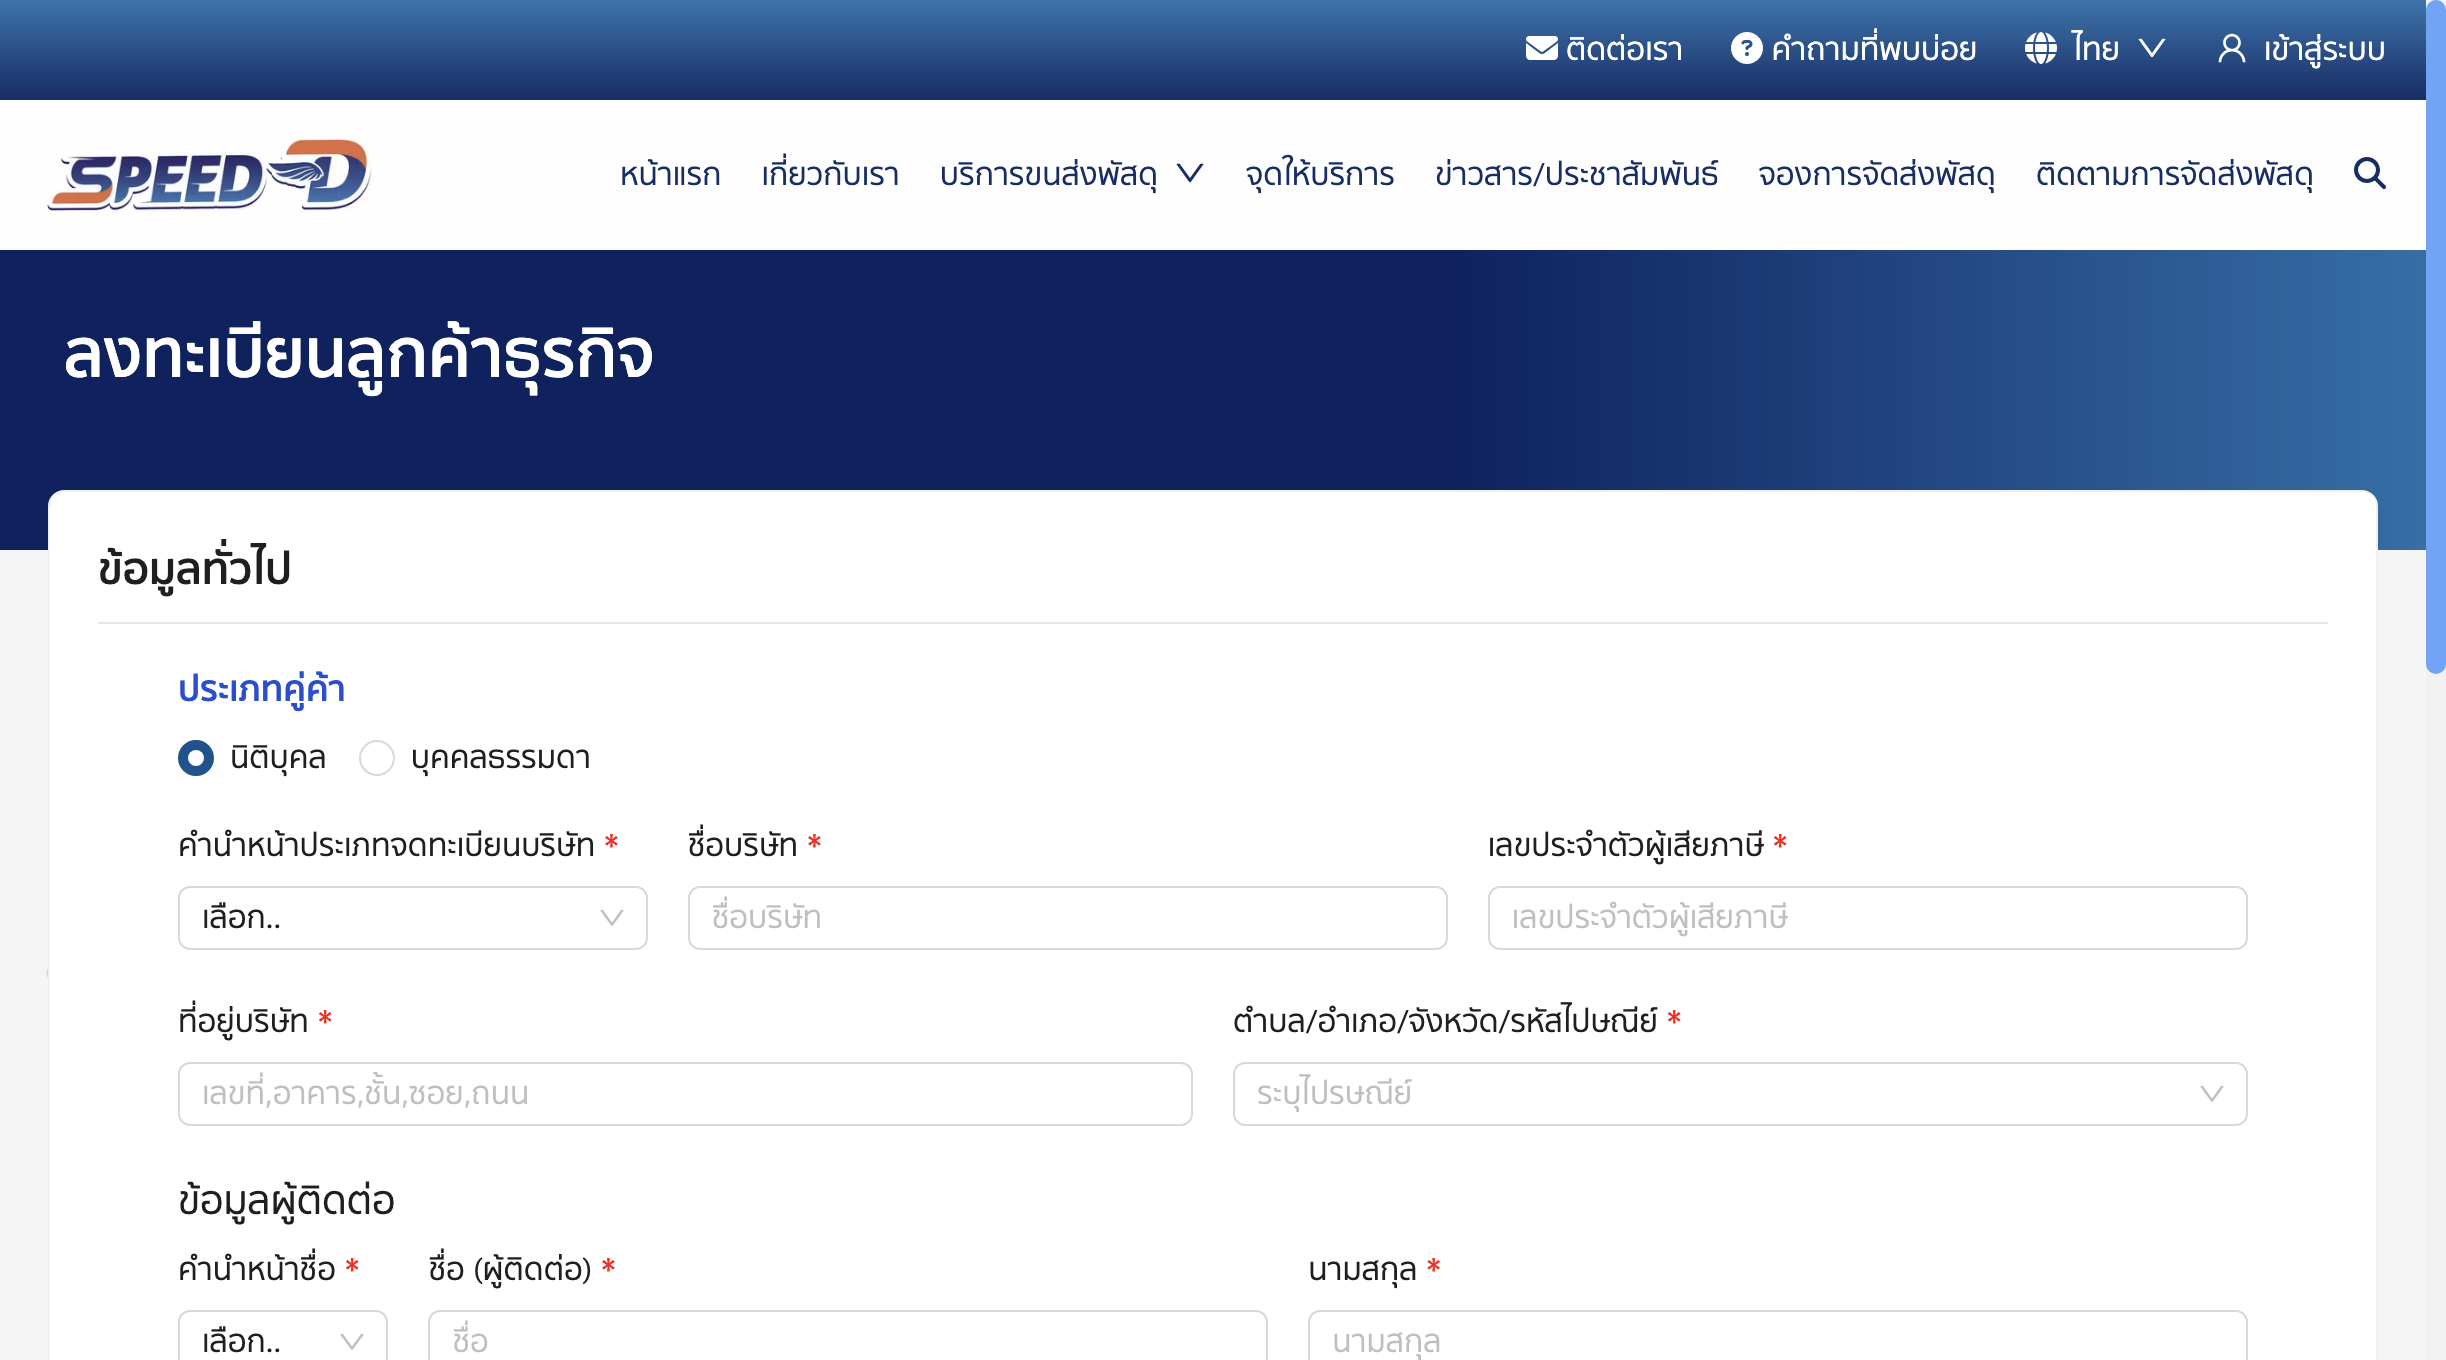 ติดต่อเรา คำถามที่พบบ่อย ไทย เข้าสู่ระบบ
SPEED-D หน้าแรก เกี่ยวกับเรา บริการขนส่งพัสดุ จุดให้บริการ ข่าวสาร/ประชาสัมพันธ์ จองการจัดส่งพัสดุ ติดตามการจัดส่งพัสดุ
ลงทะเบียนลูกค้าธุรกิจ
ข้อมูลทั่วไป
ประเภทคู่ค้า
นิติบุคล บุคคลธรรมดา
คำนำหน้าประเภทจดทะเบียนบริษัท * ชื่อบริษัท * เลขประจำตัวผู้เสียภาษี *
เลือก.. ชื่อบริษัท เลขประจำตัวผู้เสียภาษี
ที่อยู่บริษัท * ตำบล/อำเภอ/จังหวัด/รหัสไปษณีย์ *
เลขที่,อาคาร,ชั้น,ซอย,ถนน ระบุไปรษณีย์
ข้อมูลผู้ติดต่อ
คำนำหน้าชื่อ * ชื่อ (ผู้ติดต่อ) * นามสกุล *
เลือก.. ชื่อ นามสกุล